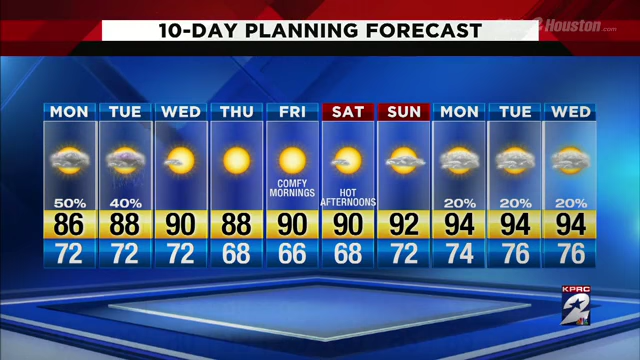 Houston.com
10-DAY PLANNING FORECAST
MON TUE WED THU FRI SAT SUN MON TUE WED
COMFY
MORNINGS
HOT
AFTERNOONS
50% 40% 20% 20% 20%
86 88 90 88 90 90 92 94 94 94
72 72 72 68 66 68 72 74 76 76
KPRC
2